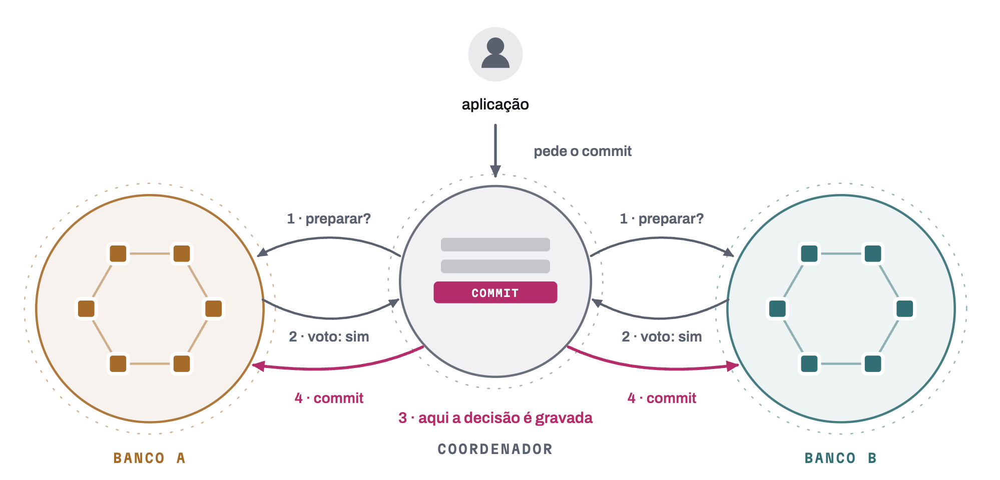 aplicação
pede o commit
1 · preparar?
1 · preparar?
COMMIT
2 · voto: sim
2 · voto: sim
4 · commit
4 · commit
3 · aqui a decisão é gravada
COORDENADOR
BANCO A
BANCO B